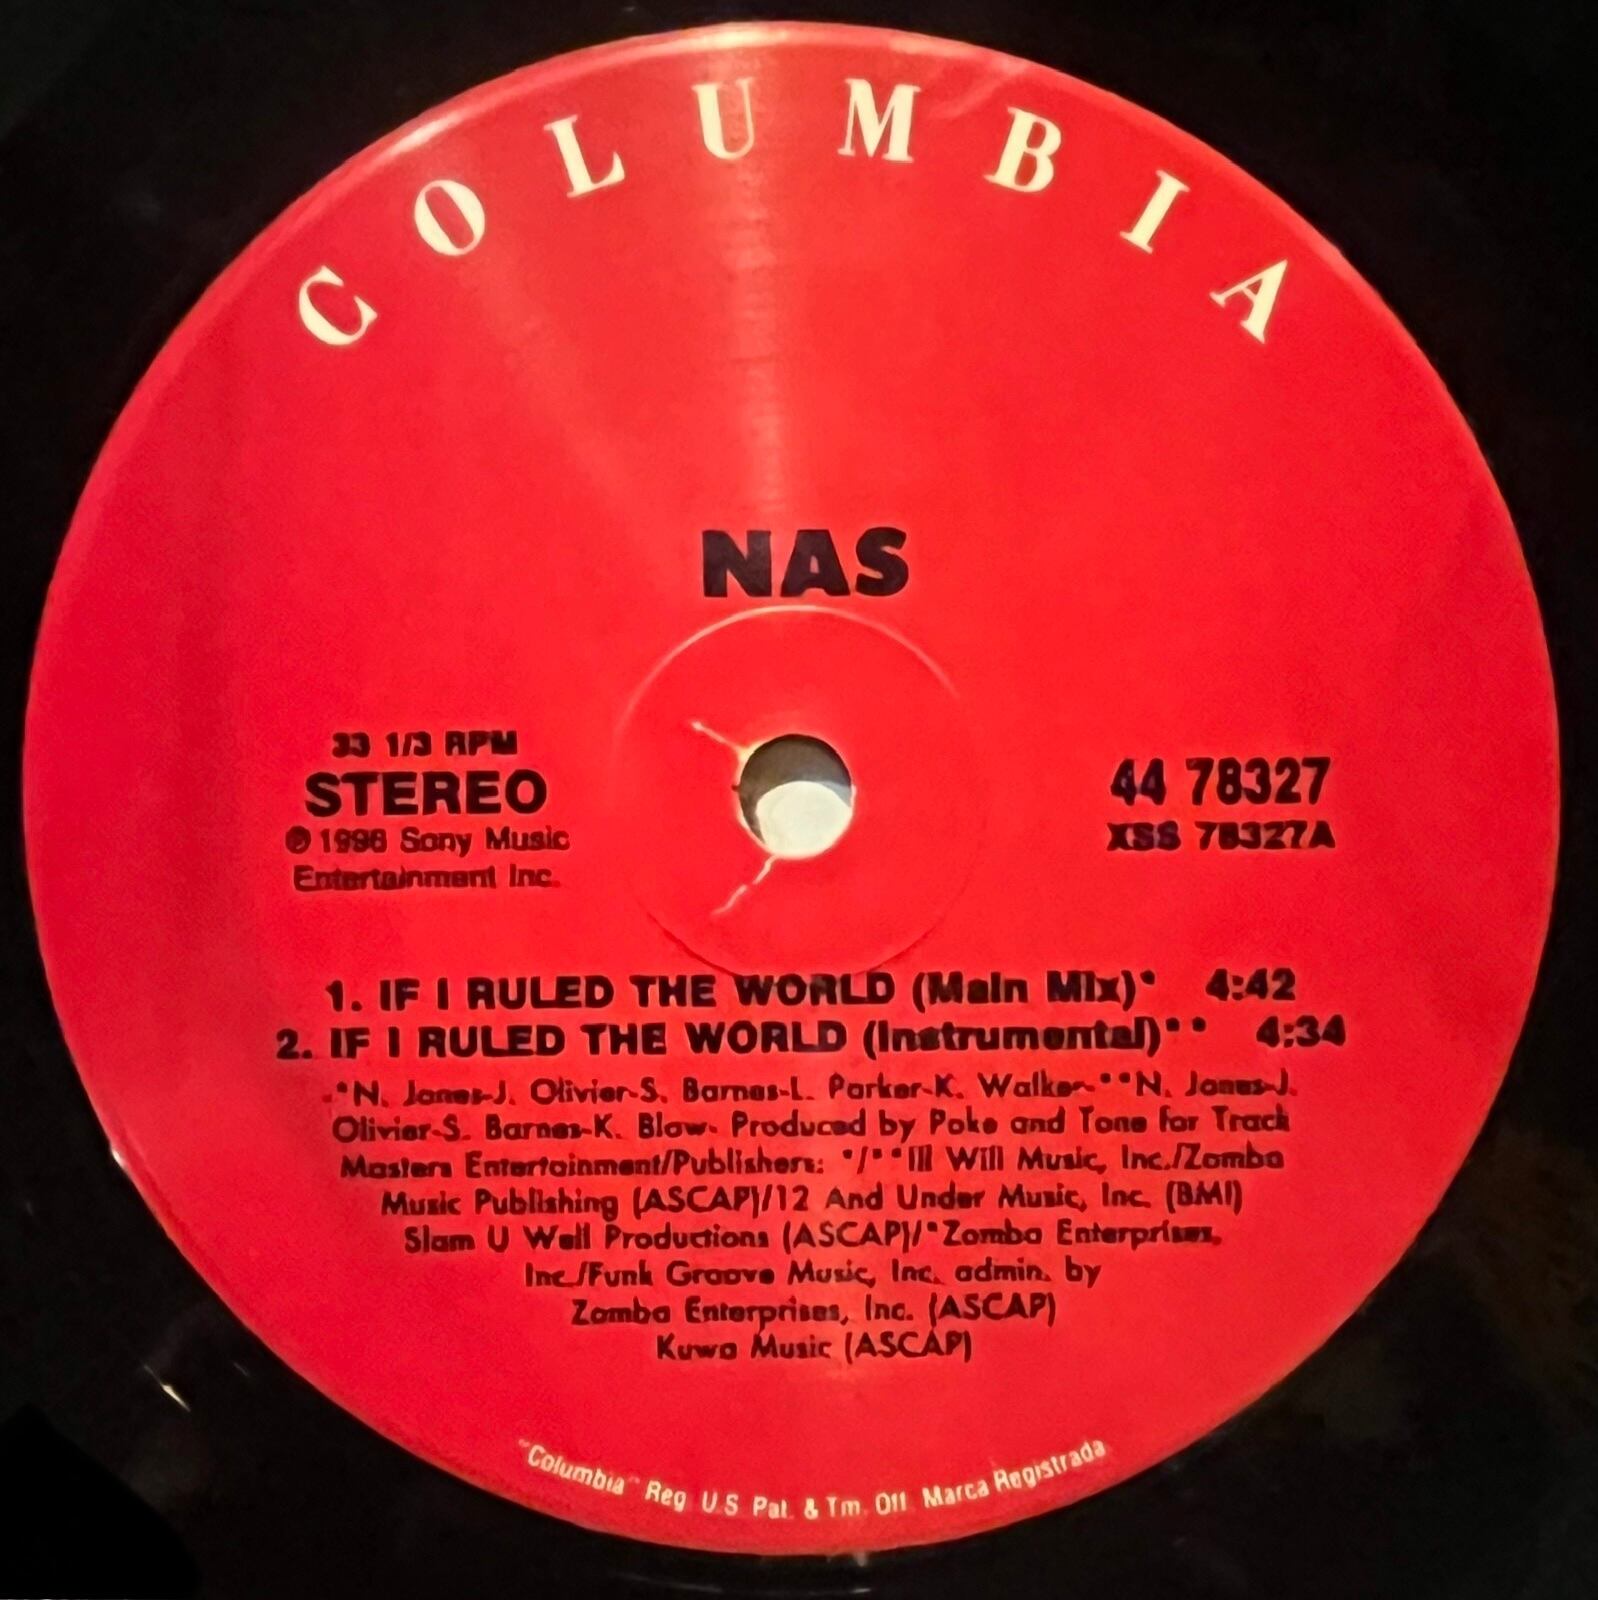 COLUMBIA
NAS
33 1/3 RPM
STEREO
℗ 1996 Sony Music
Entertainment Inc.
44 78327
XSS 78327A
1. IF I RULED THE WORLD (Main Mix)* 4:42
2. IF I RULED THE WORLD (Instrumental)** 4:34
-*N. Jones-J. Olivier-S. Barnes-L. Parker-K. Walker-**N. Jones-J.
Olivier-S. Barnes-K. Blow- Produced by Poke and Tone for Track
Masters Entertainment/Publishers: */**Ill Will Music, Inc./Zomba
Music Publishing (ASCAP)/12 And Under Music, Inc. (BMI)
Slam U Well Productions (ASCAP)/*Zomba Enterprises,
Inc./Funk Groove Music, Inc. admin. by
Zomba Enterprises, Inc. (ASCAP)
Kuwa Music (ASCAP)
"Columbia" Reg. U.S. Pat. & Tm. Off. Marca Registrada